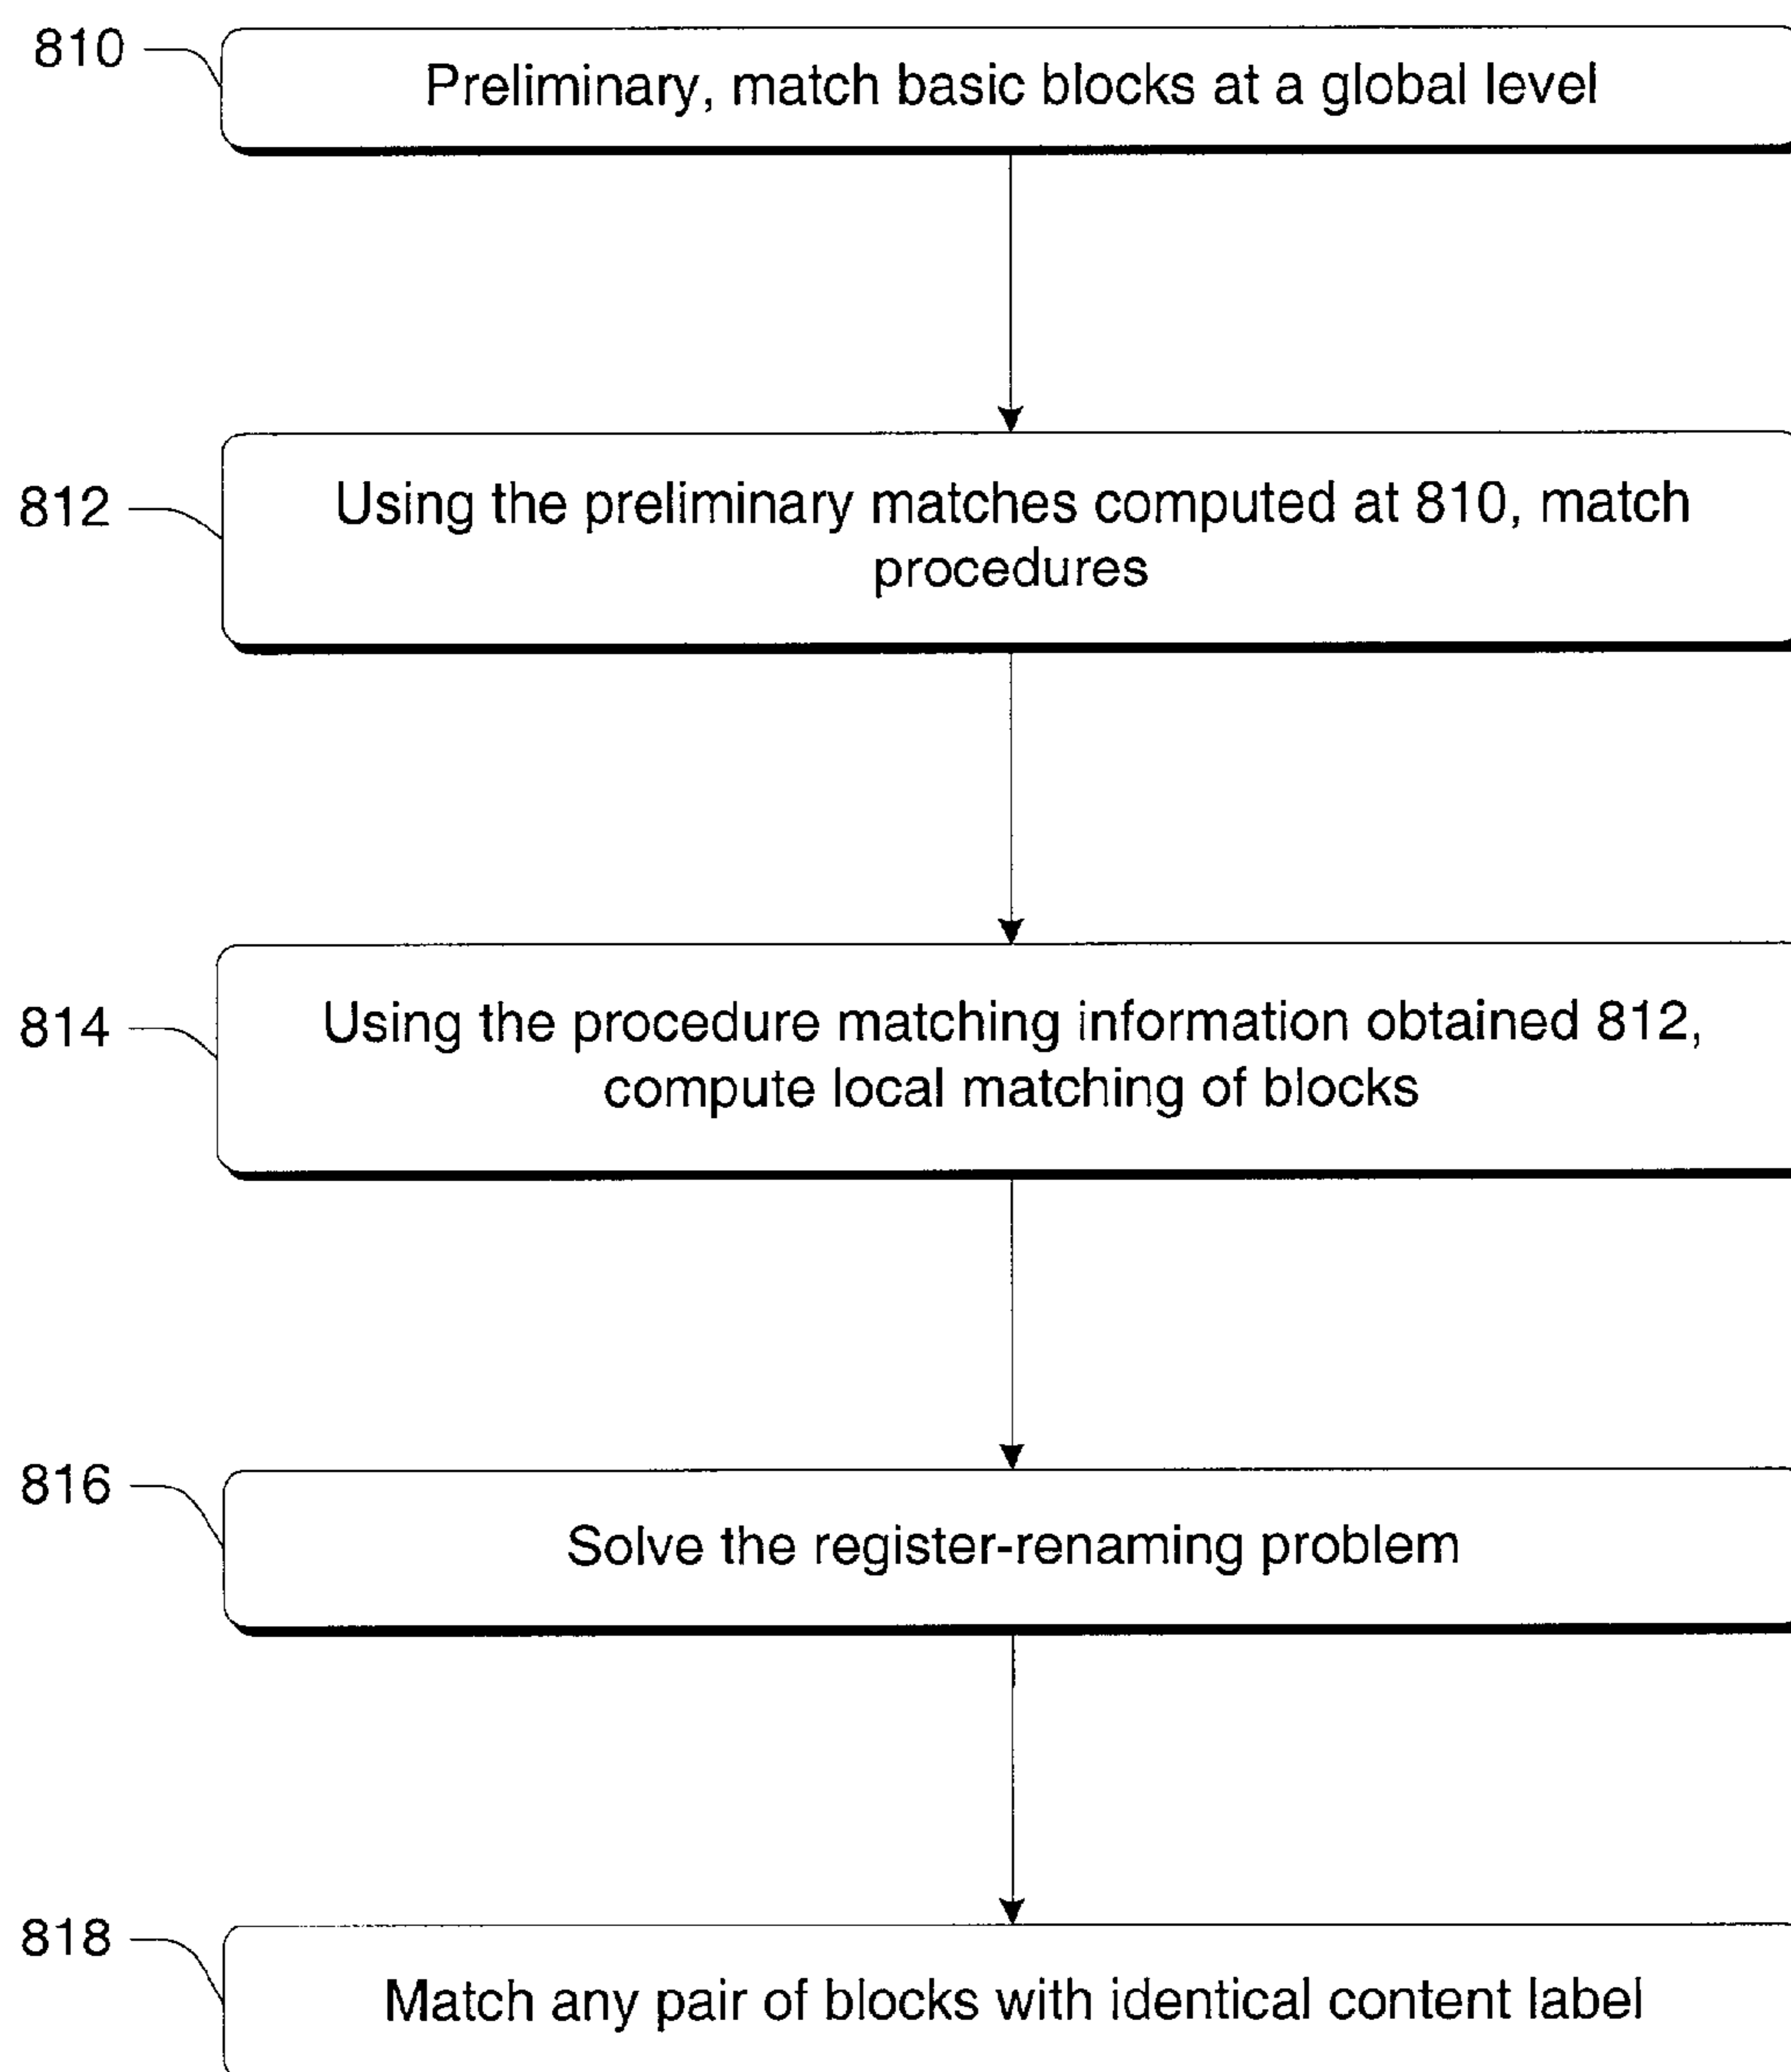 810
Preliminary, match basic blocks at a global level
812
Using the preliminary matches computed at 810, match
procedures
814
Using the procedure matching information obtained 812,
compute local matching of blocks
816
Solve the register-renaming problem
818
Match any pair of blocks with identical content label